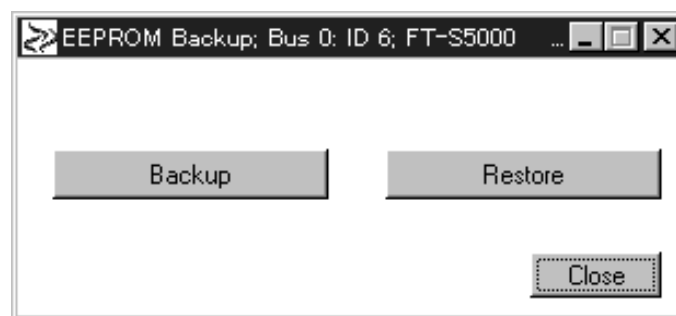 EEPROM Backup; Bus 0: ID 6; FT-S5000 ...
Backup Restore
Close